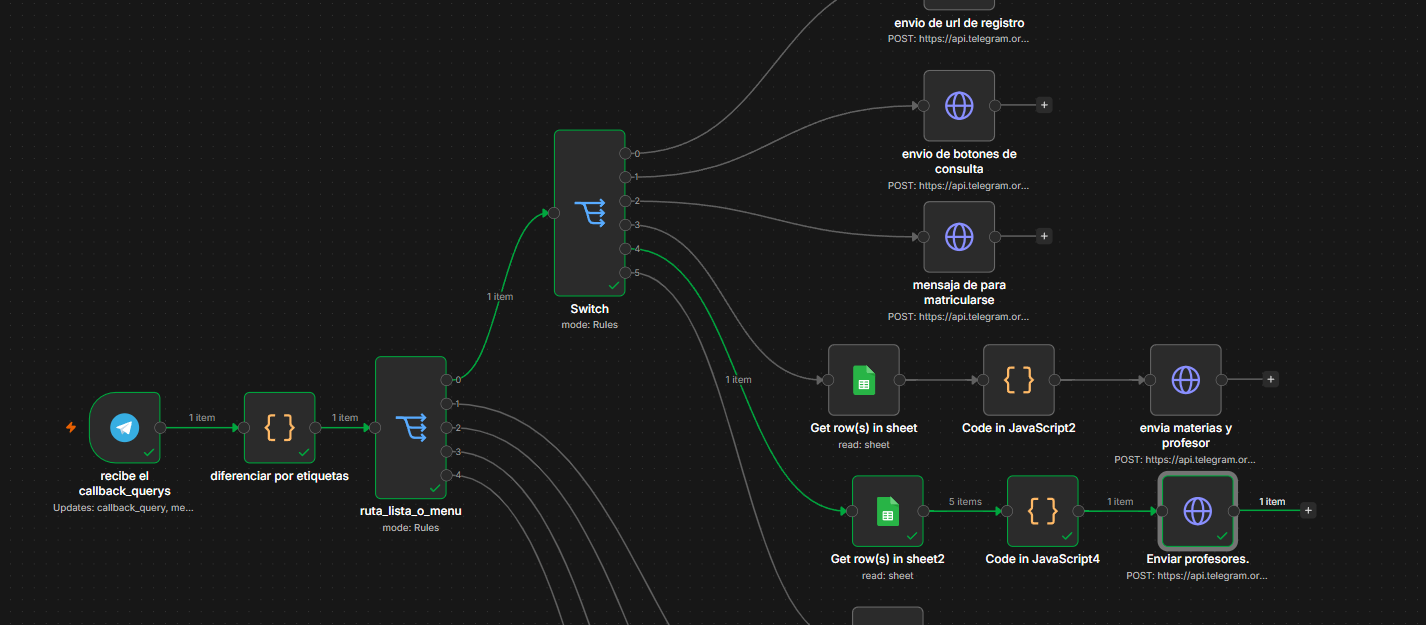 envio de url de registro
POST: https://api.telegram.or...
+
envio de botones de
consulta
POST: https://api.telegram.or...
0
1
2
3
4
5
Switch
mode: Rules
+
mensaja de para
matricularse
POST: https://api.telegram.or...
1 item
1 item
Get row(s) in sheet
read: sheet
Code in JavaScript2
+
envia materias y
profesor
POST: https://api.telegram.or...
1 item
recibe el
callback_querys
Updates: callback_query, me...
1 item
diferenciar por etiquetas
0
1
2
3
4
ruta_lista_o_menu
mode: Rules
5 items
1 item
1 item
+
Get row(s) in sheet2
read: sheet
Code in JavaScript4
Enviar profesores.
POST: https://api.telegram.or...